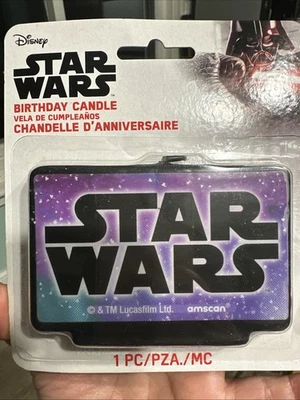 Disney
STAR
WARS
BIRTHDAY CANDLE
VELA DE CUMPLEAÑOS
CHANDELLE D'ANNIVERSAIRE
STAR
WARS
© & TM Lucasfilm Ltd. amscan
1 PC/PZA./MC